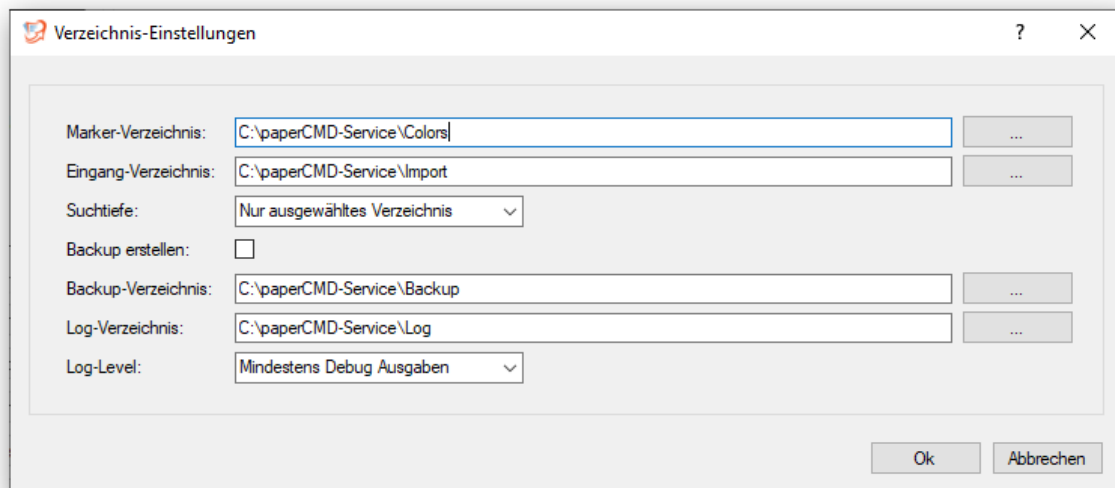 Verzeichnis-Einstellungen ?
Marker-Verzeichnis: C:\paperCMD-Service\Colors ...
Eingang-Verzeichnis: C:\paperCMD-Service\Import ...
Suchtiefe: Nur ausgewähltes Verzeichnis
Backup erstellen:
Backup-Verzeichnis: C:\paperCMD-Service\Backup ...
Log-Verzeichnis: C:\paperCMD-Service\Log ...
Log-Level: Mindestens Debug Ausgaben
Ok Abbrechen